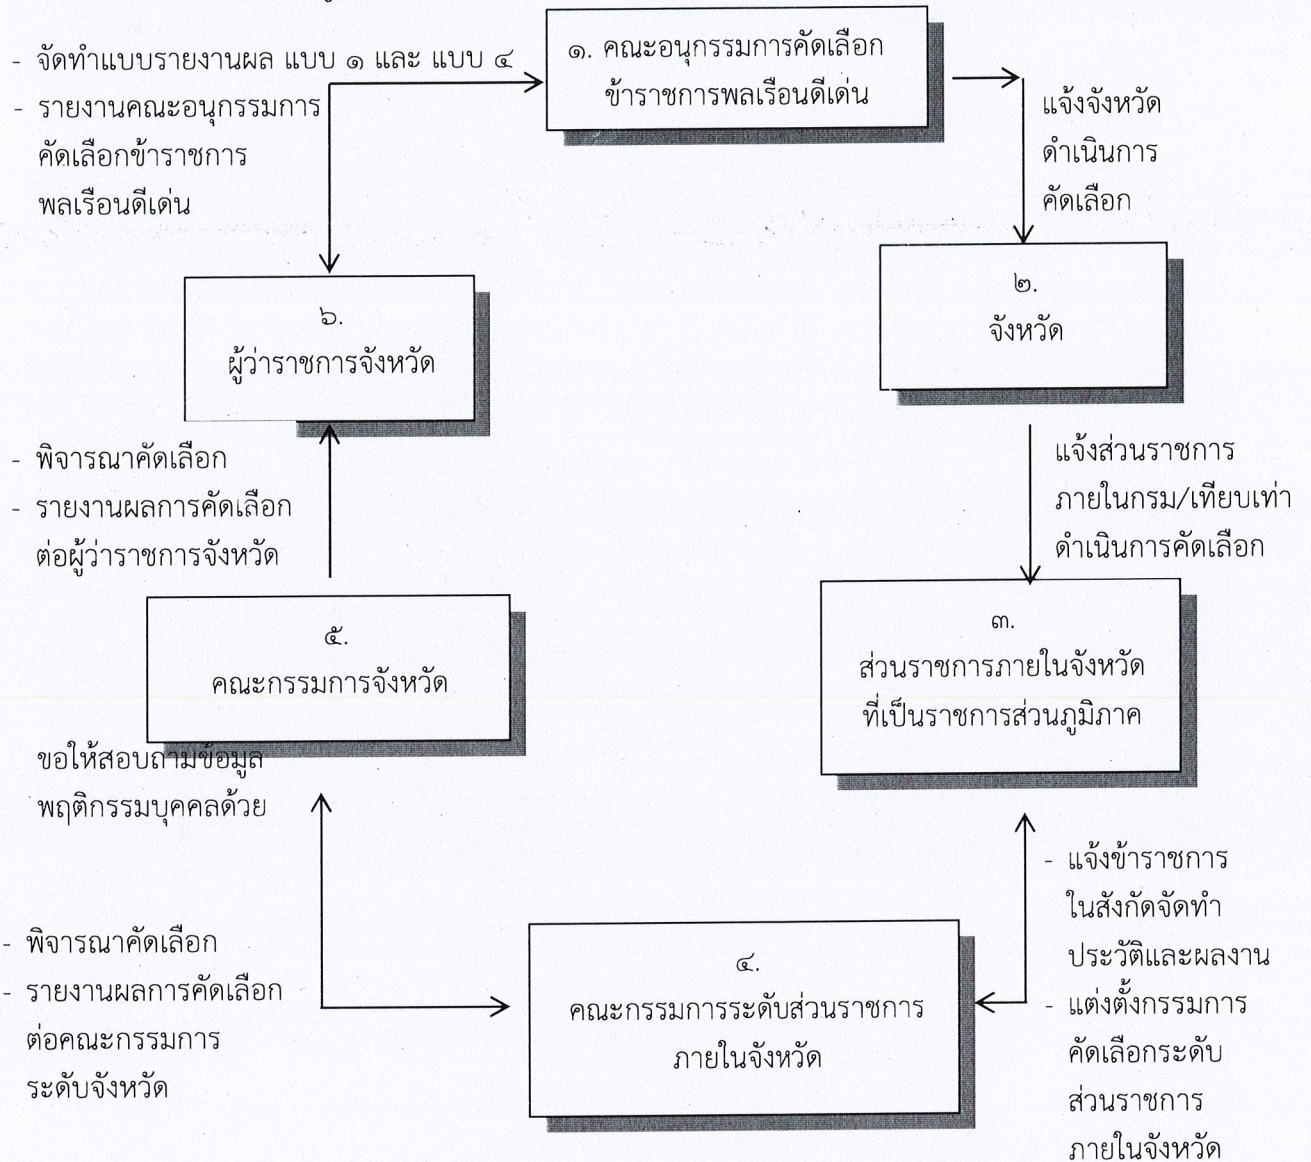 - จัดทำแบบรายงานผล แบบ ๑ และ แบบ ๔
- รายงานคณะอนุกรรมการ
คัดเลือกข้าราชการ
พลเรือนดีเด่น
๑. คณะอนุกรรมการคัดเลือก
ข้าราชการพลเรือนดีเด่น
แจ้งจังหวัด
ดำเนินการ
คัดเลือก
๒.
จังหวัด
แจ้งส่วนราชการ
ภายในกรม/เทียบเท่า
ดำเนินการคัดเลือก
๓.
ส่วนราชการภายในจังหวัด
ที่เป็นราชการส่วนภูมิภาค
- แจ้งข้าราชการ
ในสังกัดจัดทำ
ประวัติและผลงาน
- แต่งตั้งกรรมการ
คัดเลือกระดับ
ส่วนราชการ
ภายในจังหวัด
๔.
คณะกรรมการระดับส่วนราชการ
ภายในจังหวัด
- พิจารณาคัดเลือก
- รายงานผลการคัดเลือก
ต่อคณะกรรมการ
ระดับจังหวัด
๕.
คณะกรรมการจังหวัด
ขอให้สอบถามข้อมูล
พฤติกรรมบุคคลด้วย
- พิจารณาคัดเลือก
- รายงานผลการคัดเลือก
ต่อผู้ว่าราชการจังหวัด
๖.
ผู้ว่าราชการจังหวัด